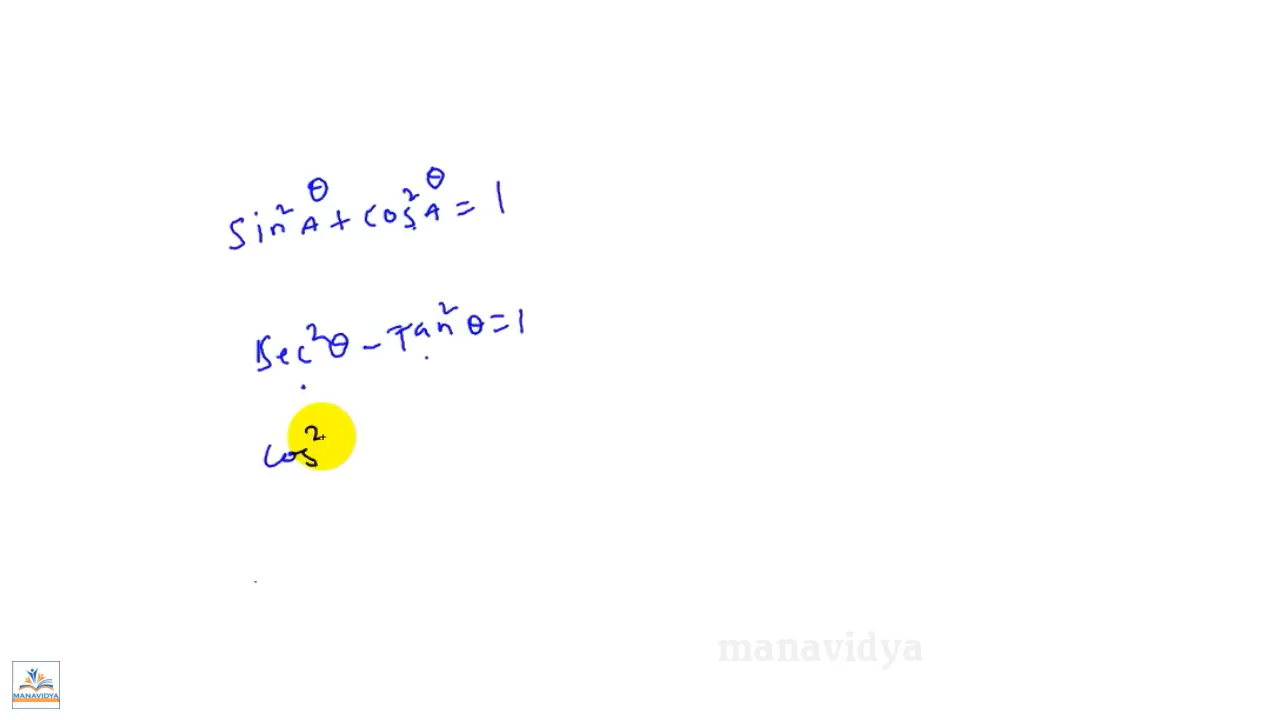 θ θ
sin²A + cos²A = 1
Sec²θ - Tan²θ = 1
cos²
manavidya
MANAVIDYA